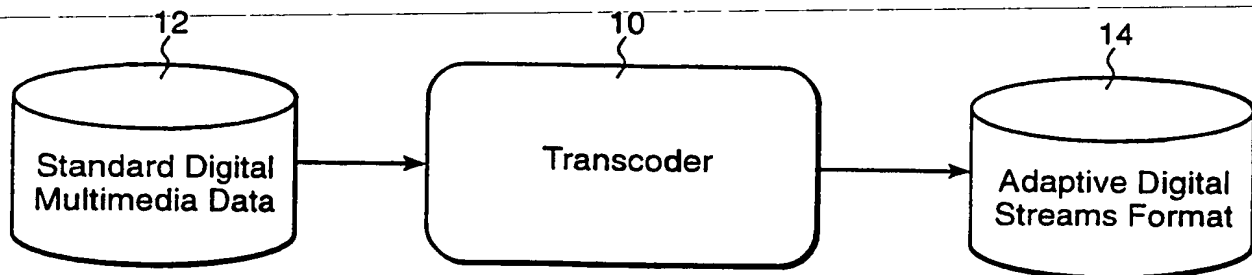 12
10
14
Standard Digital
Multimedia Data
Transcoder
Adaptive Digital
Streams Format